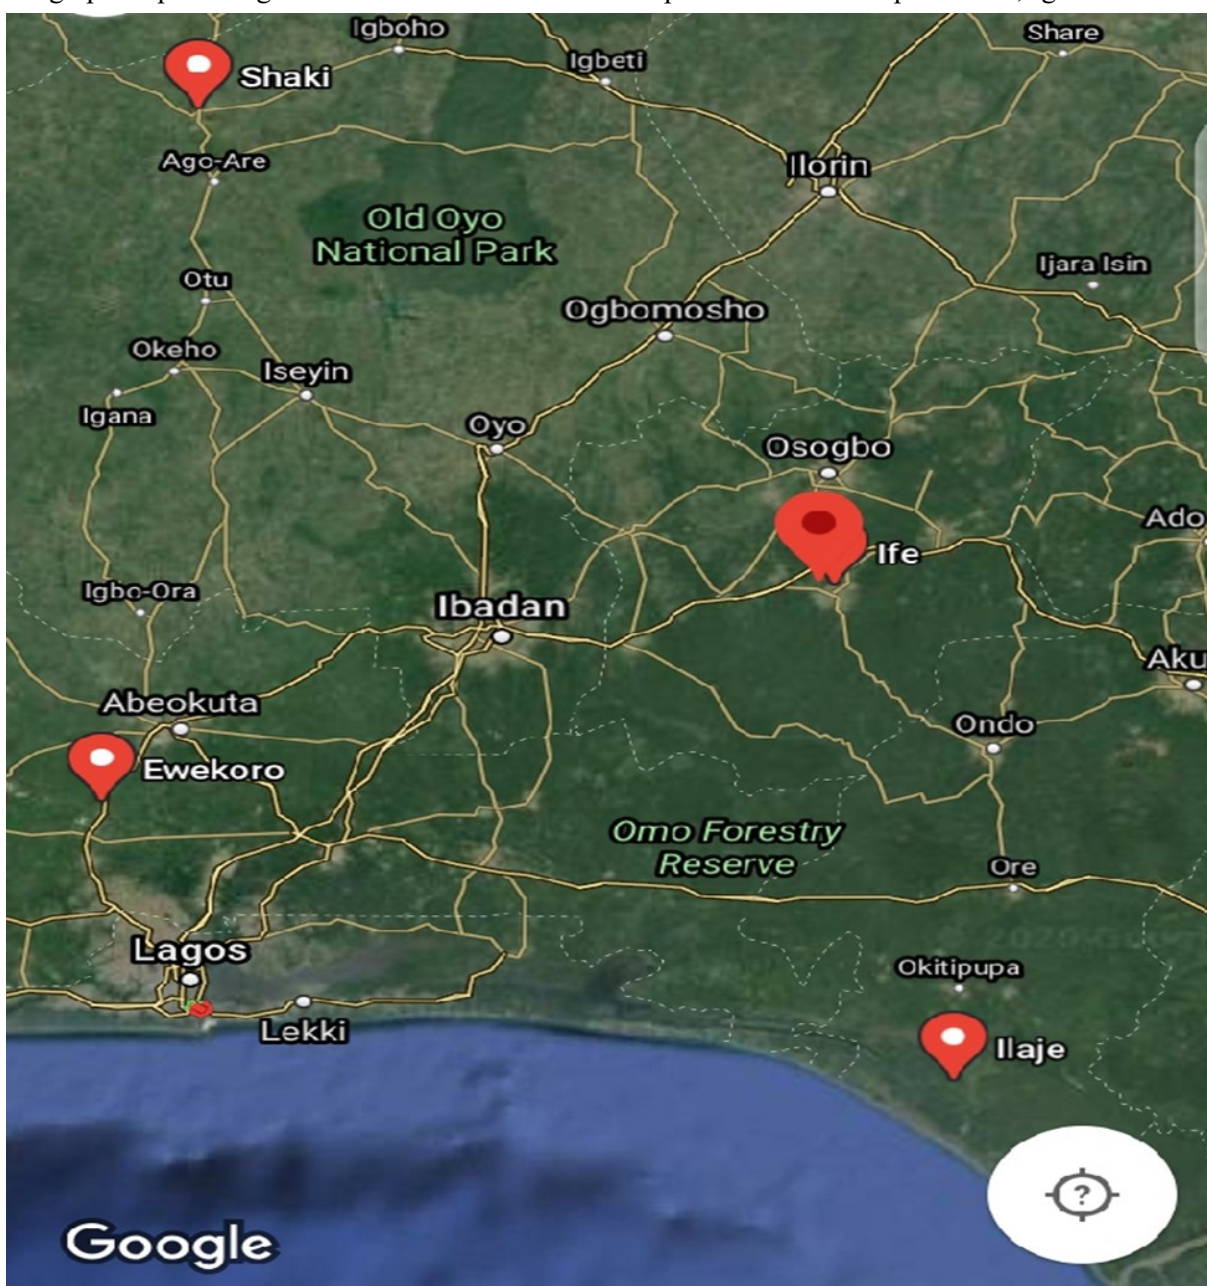 Igboho
Share
Igbeti
Shaki
Ago-Are
Ilorin
Old Oyo
National Park
Ijara Isin
Otu
Ogbomosho
Okeho
Iseyin
Igana
Oyo
Osogbo
Ado
Ife
Igbo-Ora
Ibadan
Aku
Abeokuta
Ondo
Ewekoro
Omo Forestry
Reserve
Ore
Lagos
Okitipupa
Lekki
Ilaje
?
Google